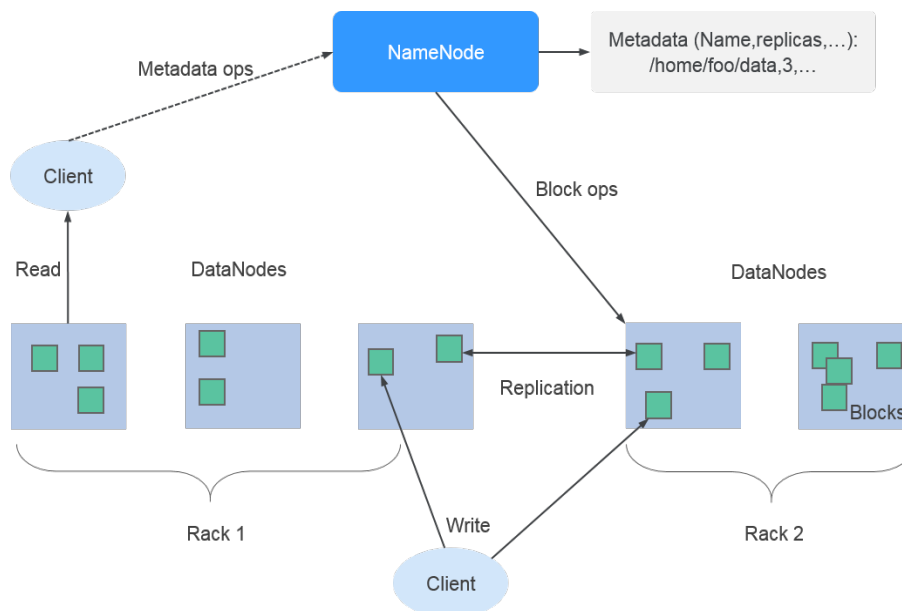 NameNode
Metadata (Name,replicas,...):
/home/foo/data,3,...
Metadata ops
Client
Block ops
Read
DataNodes
DataNodes
Replication
Blocks
Rack 1
Write
Rack 2
Client